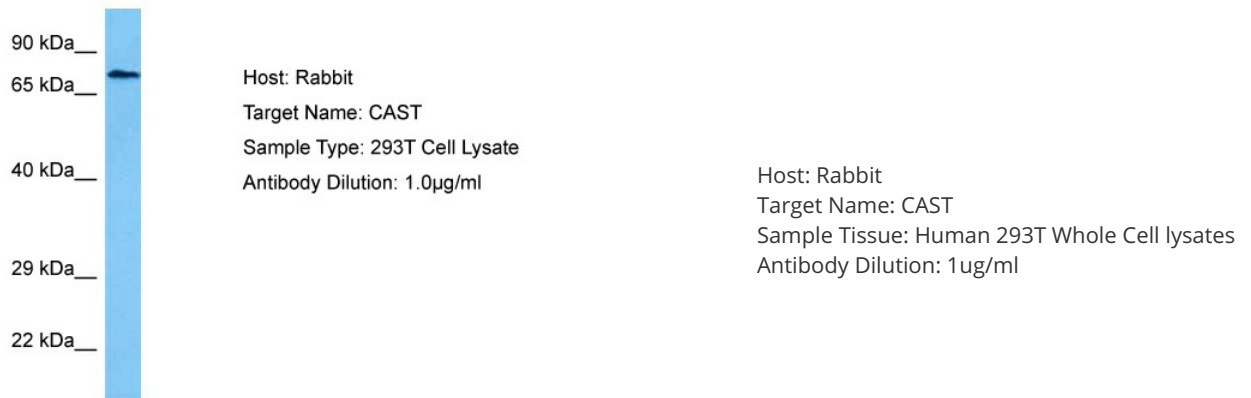 90 kDa__
65 kDa__
40 kDa__
29 kDa__
22 kDa__
Host: Rabbit
Target Name: CAST
Sample Type: 293T Cell Lysate
Antibody Dilution: 1.0µg/ml
Host: Rabbit
Target Name: CAST
Sample Tissue: Human 293T Whole Cell lysates
Antibody Dilution: 1ug/ml